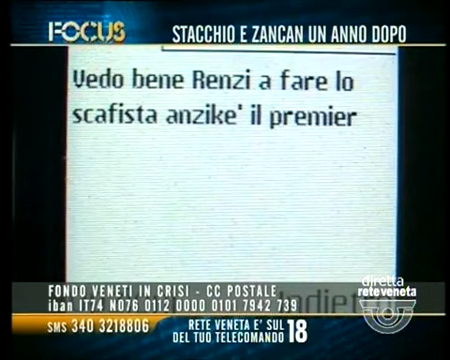 FOCUS
STACCHIO E ZANCAN UN ANNO DOPO
Vedo bene Renzi a fare lo
scafista anzike' il premier
FONDO VENETI IN CRISI - CC POSTALE
iban IT74 N076 0112 0000 0101 7942 739
diretta
reteveneta
SMS 340 3218806
RETE VENETA E' SUL
DEL TUO TELECOMANDO 18